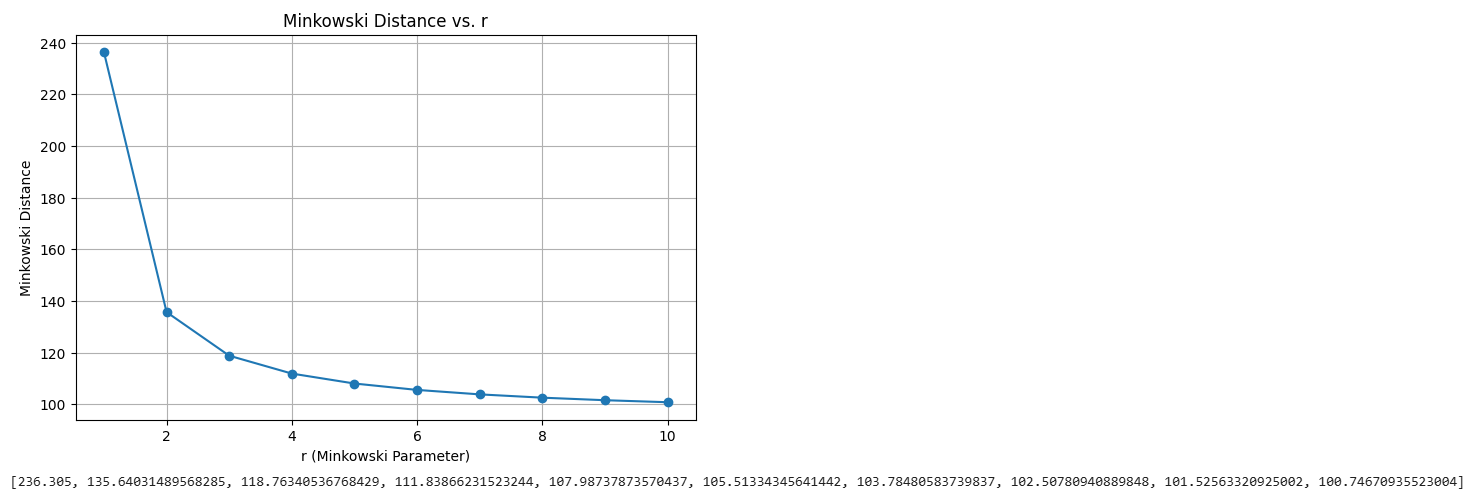 Minkowski Distance vs. r
240
220
200
180
160
140
120
100
Minkowski Distance
2 4 6 8 10
r (Minkowski Parameter)
[236.305, 135.64031489568285, 118.76340536768429, 111.83866231523244, 107.98737873570437, 105.51334345641442, 103.78480583739837, 102.50780940889848, 101.52563320925002, 100.74670935523004]